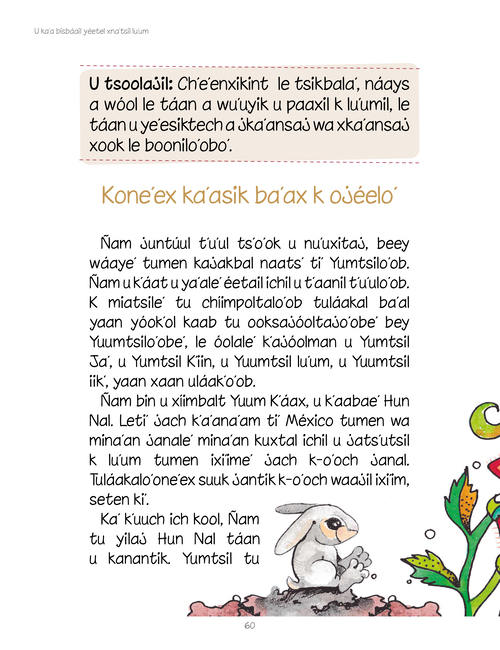 U ka'a bisbáail yéetel xna'tsil lu'um
U tsoolajil: Ch'e'enxikint le tsikbala', náays
a wóol le táan a wu'uyik u paaxil k lu'umil, le
táan u ye'esiktech a jka'ansaj wa xka'ansaj
xook le booniloobo'.
Kone'ex ka'asik ba'ax k ojéelo'
Ñam juntúul t'u'ul ts'o'ok u nu'uxitaj, beey
wáaye' tumen kajakbal naats' ti' Yumtsilo'ob.
Ñam u k'áat u ya'ale' éetail ichil u t'aanil t'u'ulo'ob.
K miatsile' tu chíimpoltalo'ob tuláakal ba'al
yaan yóok'ol kaab tu ooksajóoltajo'obe' bey
Yuumtsilo'obe', le óolale' k'ajóolman u Yumtsil
Ja', u Yumtsil K'iin, u Yuumtsil lu'um, u Yuumtsil
iik', yaan xaan uláak'o'ob.
Ñam bin u xíimbalt Yuum K'áax, u k'aabae' Hun
Nal. Leti' jach k'a'ana'am ti' México tumen wa
mina'an janale' mina'an kuxtal ichil u jats'utsil
k lu'um tumen ixi'ime' jach k-o'och janal.
Tuláakalo'one'ex suuk jantik k-o'och waajil ixi'im,
seten ki'.
Ka' k'uuch ich kool, Ñam
tu yilaj Hun Nal táan
u kanantik. Yumtsil tu
60